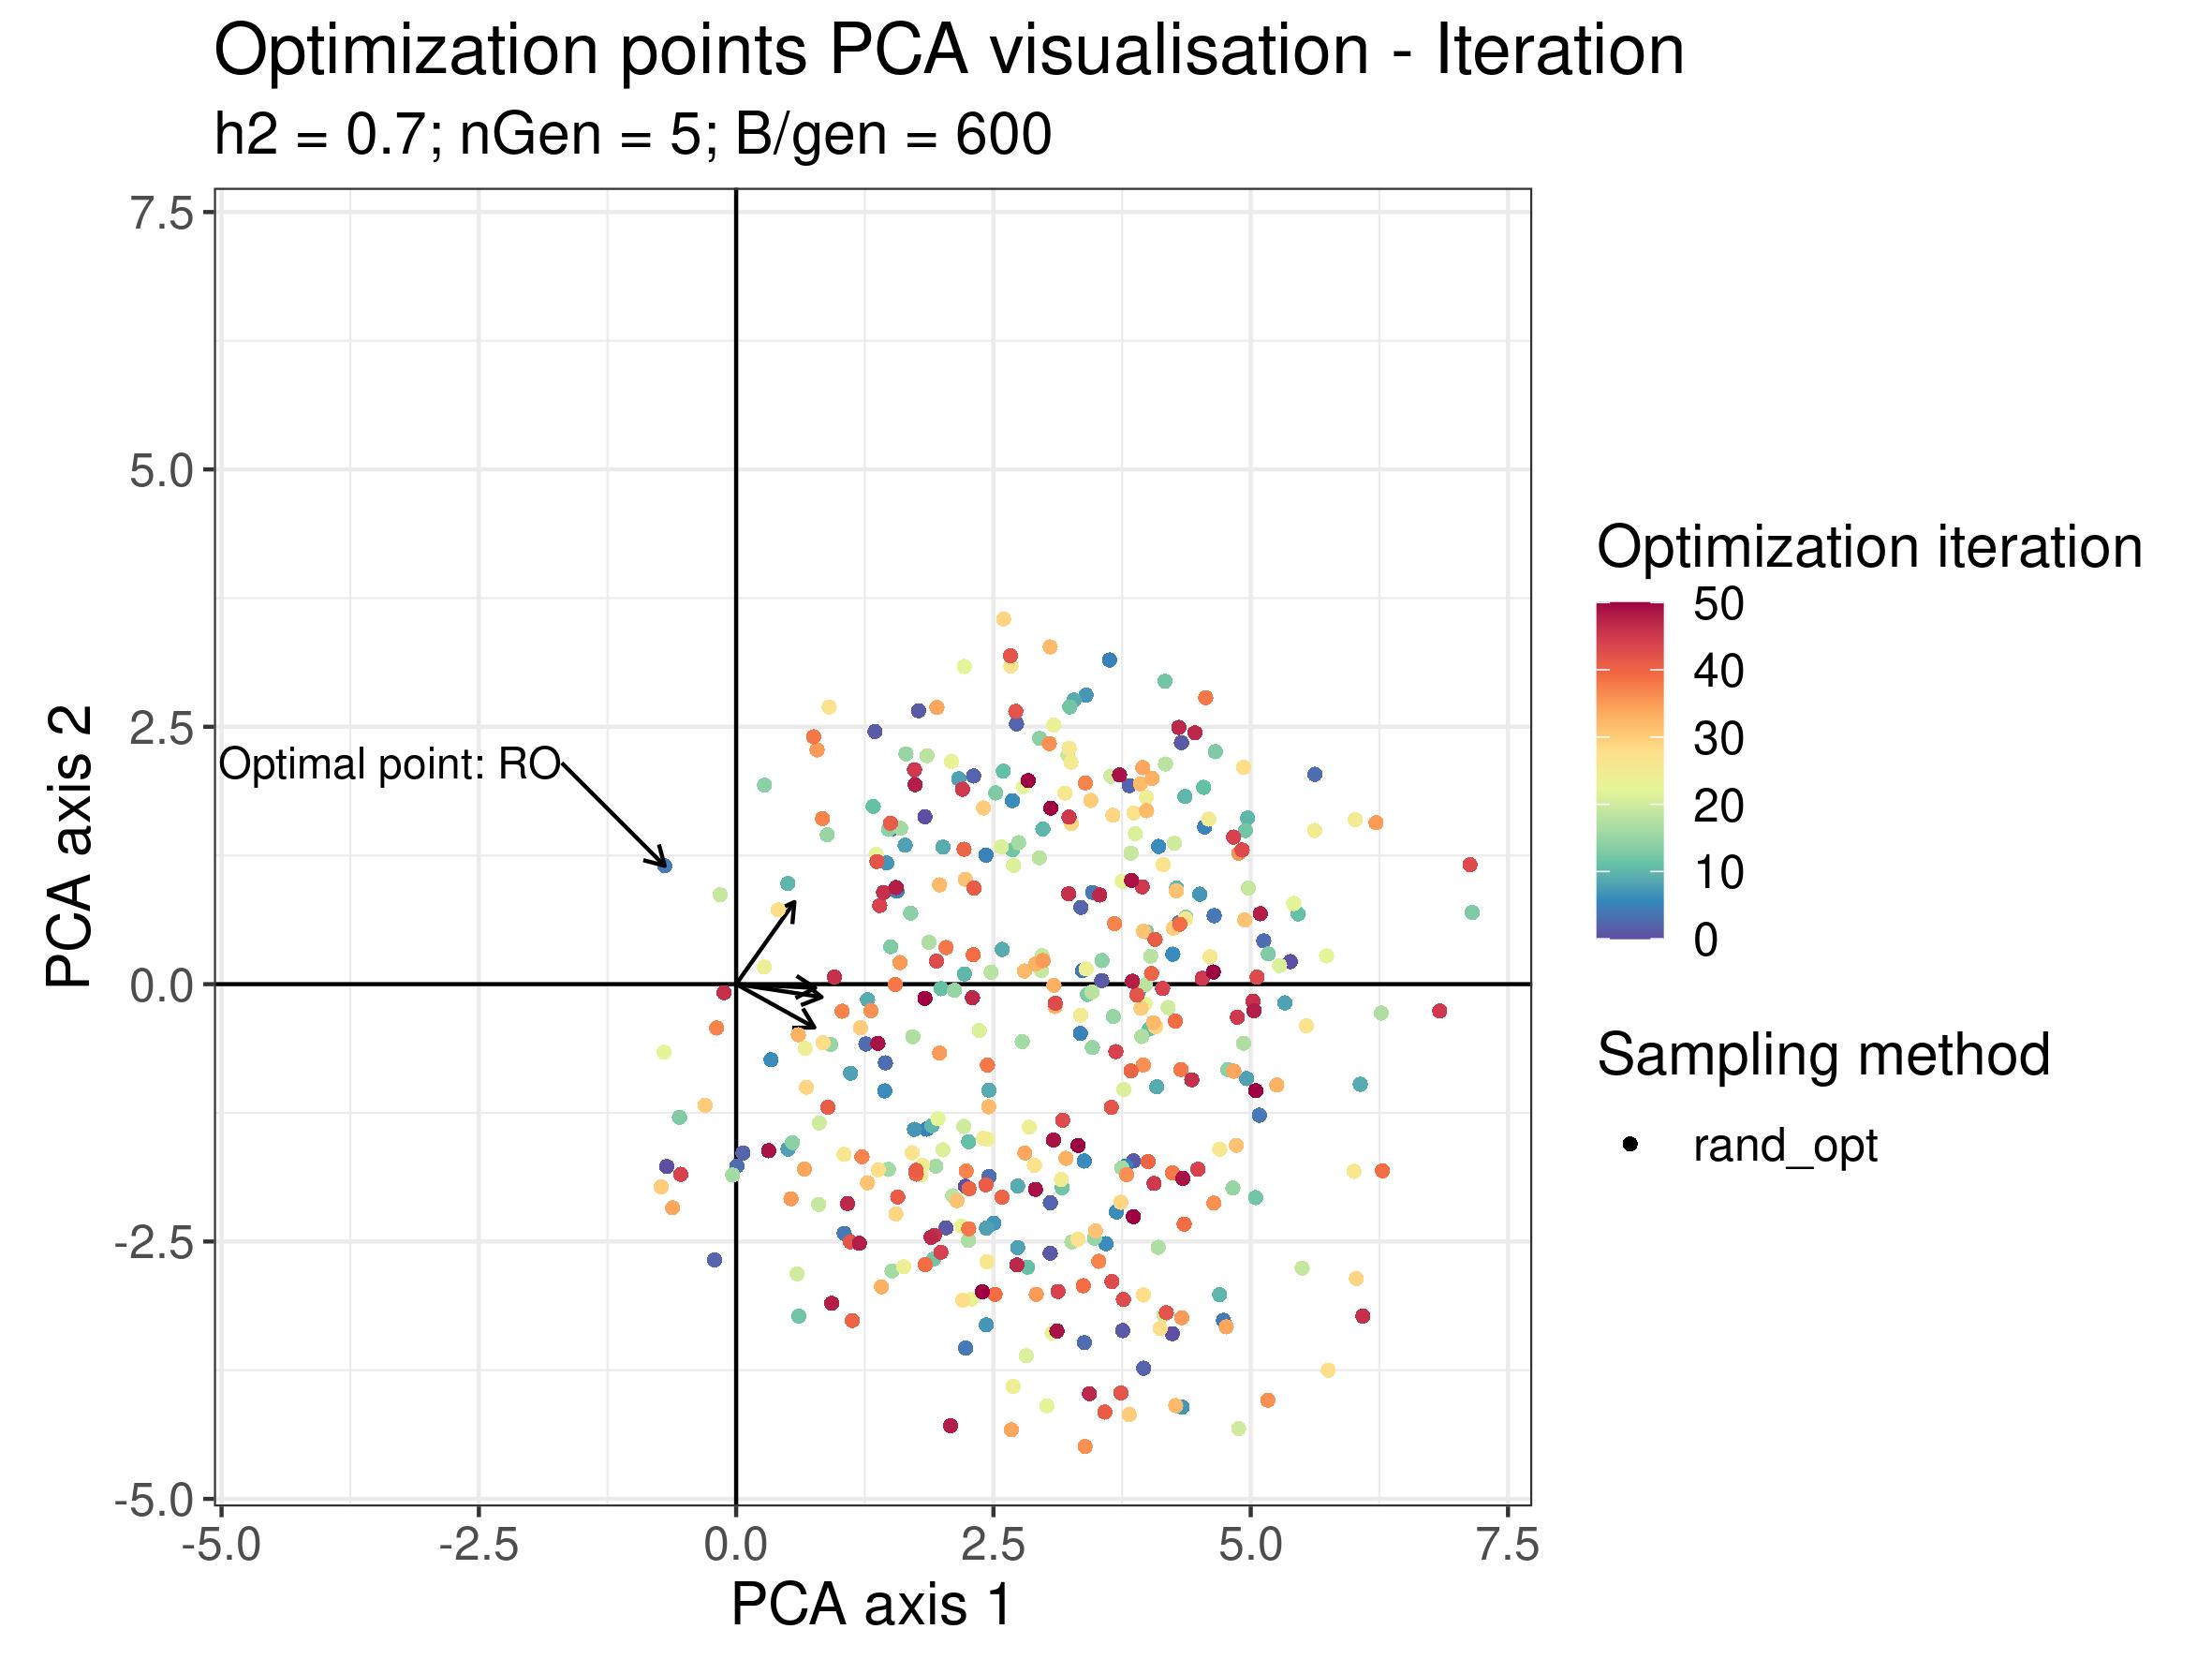 Optimization points PCA visualisation - Iteration
h2 = 0.7; nGen = 5; B/gen = 600
7.5
5.0
2.5
0.0
-2.5
-5.0
PCA axis 2
Optimal point: RO
-5.0 -2.5 0.0 2.5 5.0 7.5
PCA axis 1
Optimization iteration
50
40
30
20
10
0
Sampling method
rand_opt